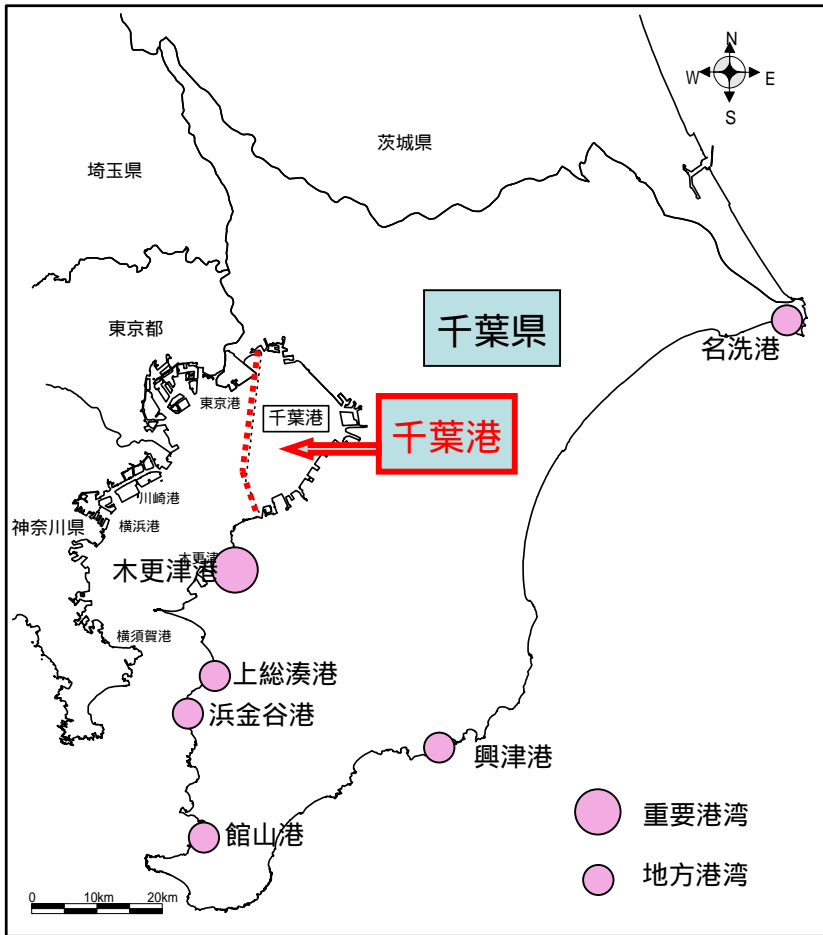 N
W
E
S
茨城県
埼玉県
東京都
千葉県
名洗港
東京港
千葉港
千葉港
川崎港
神奈川県
横浜港
木更津
木更津港
横須賀港
上総湊港
浜金谷港
興津港
重要港湾
館山港
地方港湾
0 10km 20km